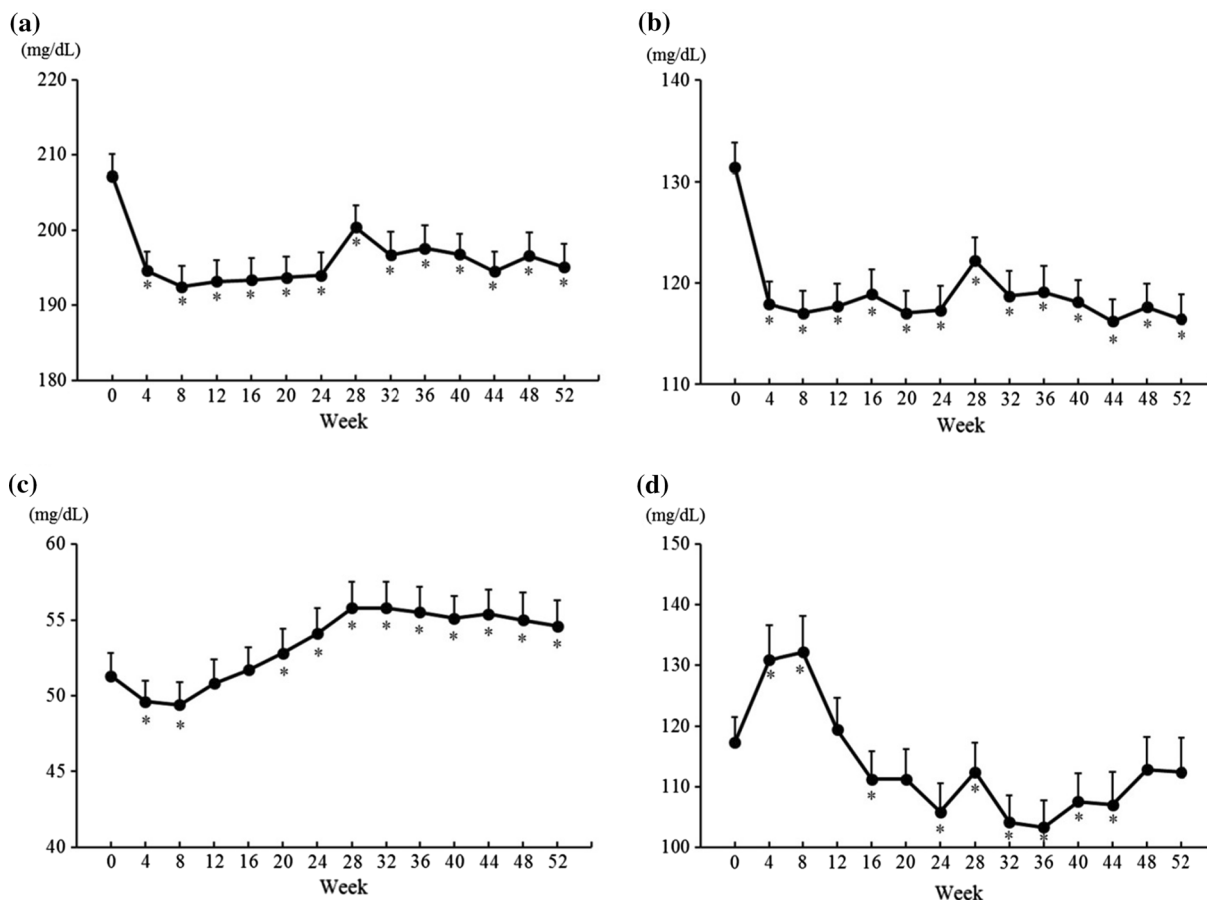 (a)
(mg/dL)
220
210
200
190
180
* * * * * * * * * * * * *
0 4 8 12 16 20 24 28 32 36 40 44 48 52
Week
(b)
(mg/dL)
140
130
120
110
* * * * * * * * * * * * *
0 4 8 12 16 20 24 28 32 36 40 44 48 52
Week
(c)
(mg/dL)
60
55
50
45
40
* * * * * * * * * * *
0 4 8 12 16 20 24 28 32 36 40 44 48 52
Week
(d)
(mg/dL)
150
140
130
120
110
100
* * * * * * * * *
0 4 8 12 16 20 24 28 32 36 40 44 48 52
Week